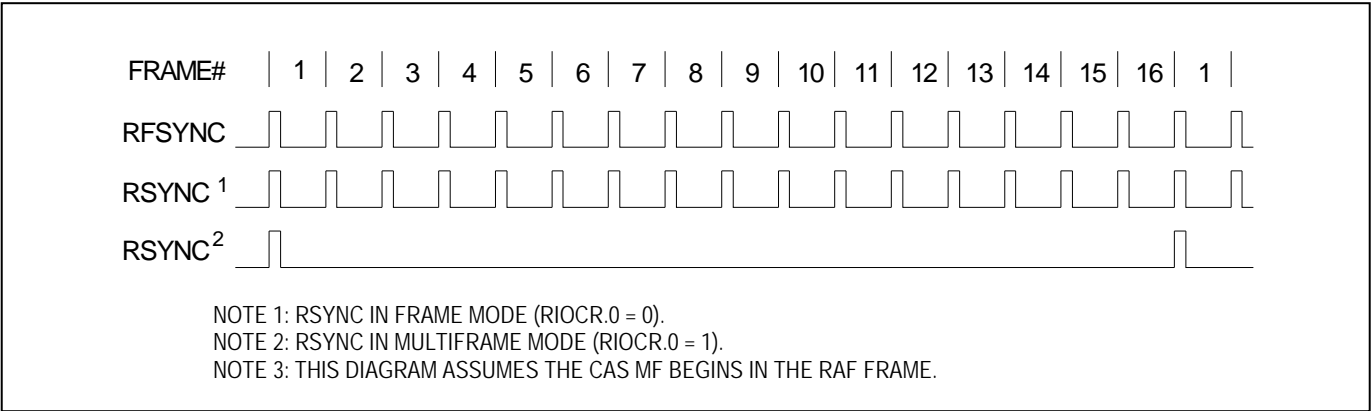 FRAME# 1 2 3 4 5 6 7 8 9 10 11 12 13 14 15 16 1
RFSYNC
RSYNC 1
RSYNC 2
NOTE 1: RSYNC IN FRAME MODE (RIOCR.0 = 0).
NOTE 2: RSYNC IN MULTIFRAME MODE (RIOCR.0 = 1).
NOTE 3: THIS DIAGRAM ASSUMES THE CAS MF BEGINS IN THE RAF FRAME.